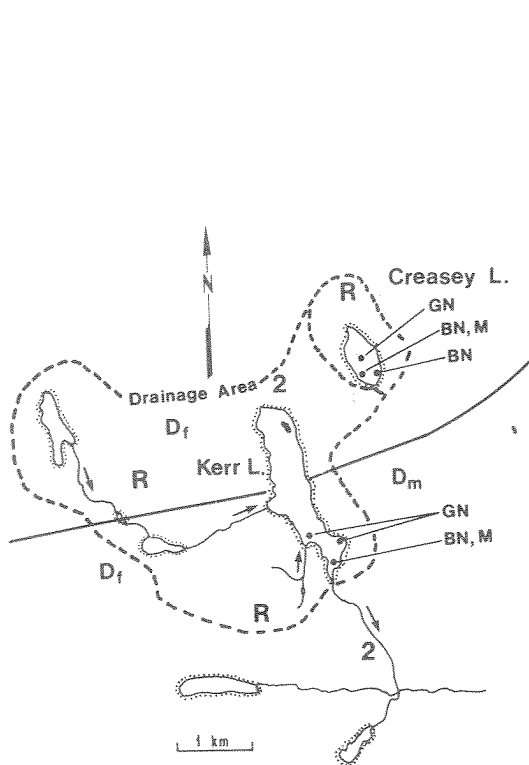 N
Creasey L.
R
GN
BN, M
BN
Drainage Area
2
Df
Kerr L.
R
Dm
GN
BN, M
Df
R
2
1 km